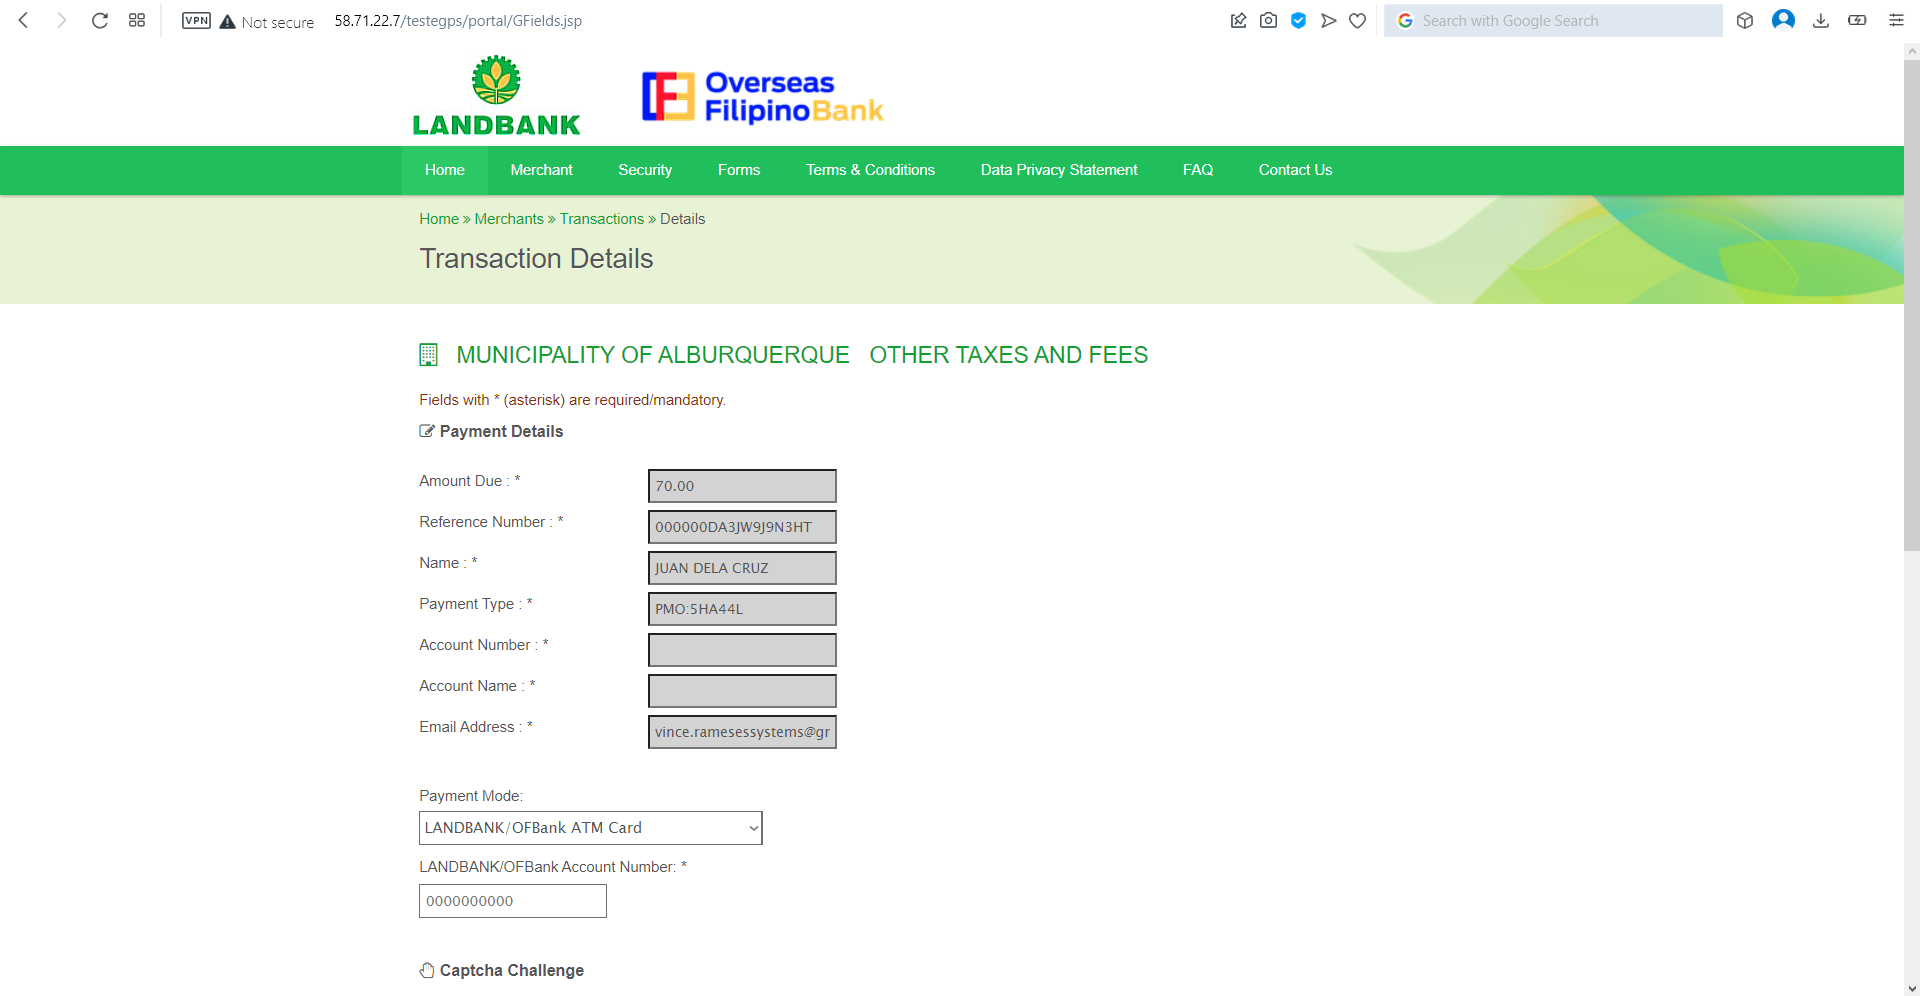 VPN Not secure 58.71.22.7/testegps/portal/GFields.jsp Search with Google Search
LANDBANK
Overseas
FilipinoBank
Home Merchant Security Forms Terms & Conditions Data Privacy Statement FAQ Contact Us
Home » Merchants » Transactions » Details
Transaction Details
MUNICIPALITY OF ALBURQUERQUE OTHER TAXES AND FEES
Fields with * (asterisk) are required/mandatory.
Payment Details
Amount Due : * 70.00
Reference Number : * 000000DA3JW9J9N3HT
Name : * JUAN DELA CRUZ
Payment Type : * PMO:5HA44L
Account Number : *
Account Name : *
Email Address : * vince.ramesessystems@gr
Payment Mode:
LANDBANK/OFBank ATM Card
LANDBANK/OFBank Account Number: *
0000000000
Captcha Challenge